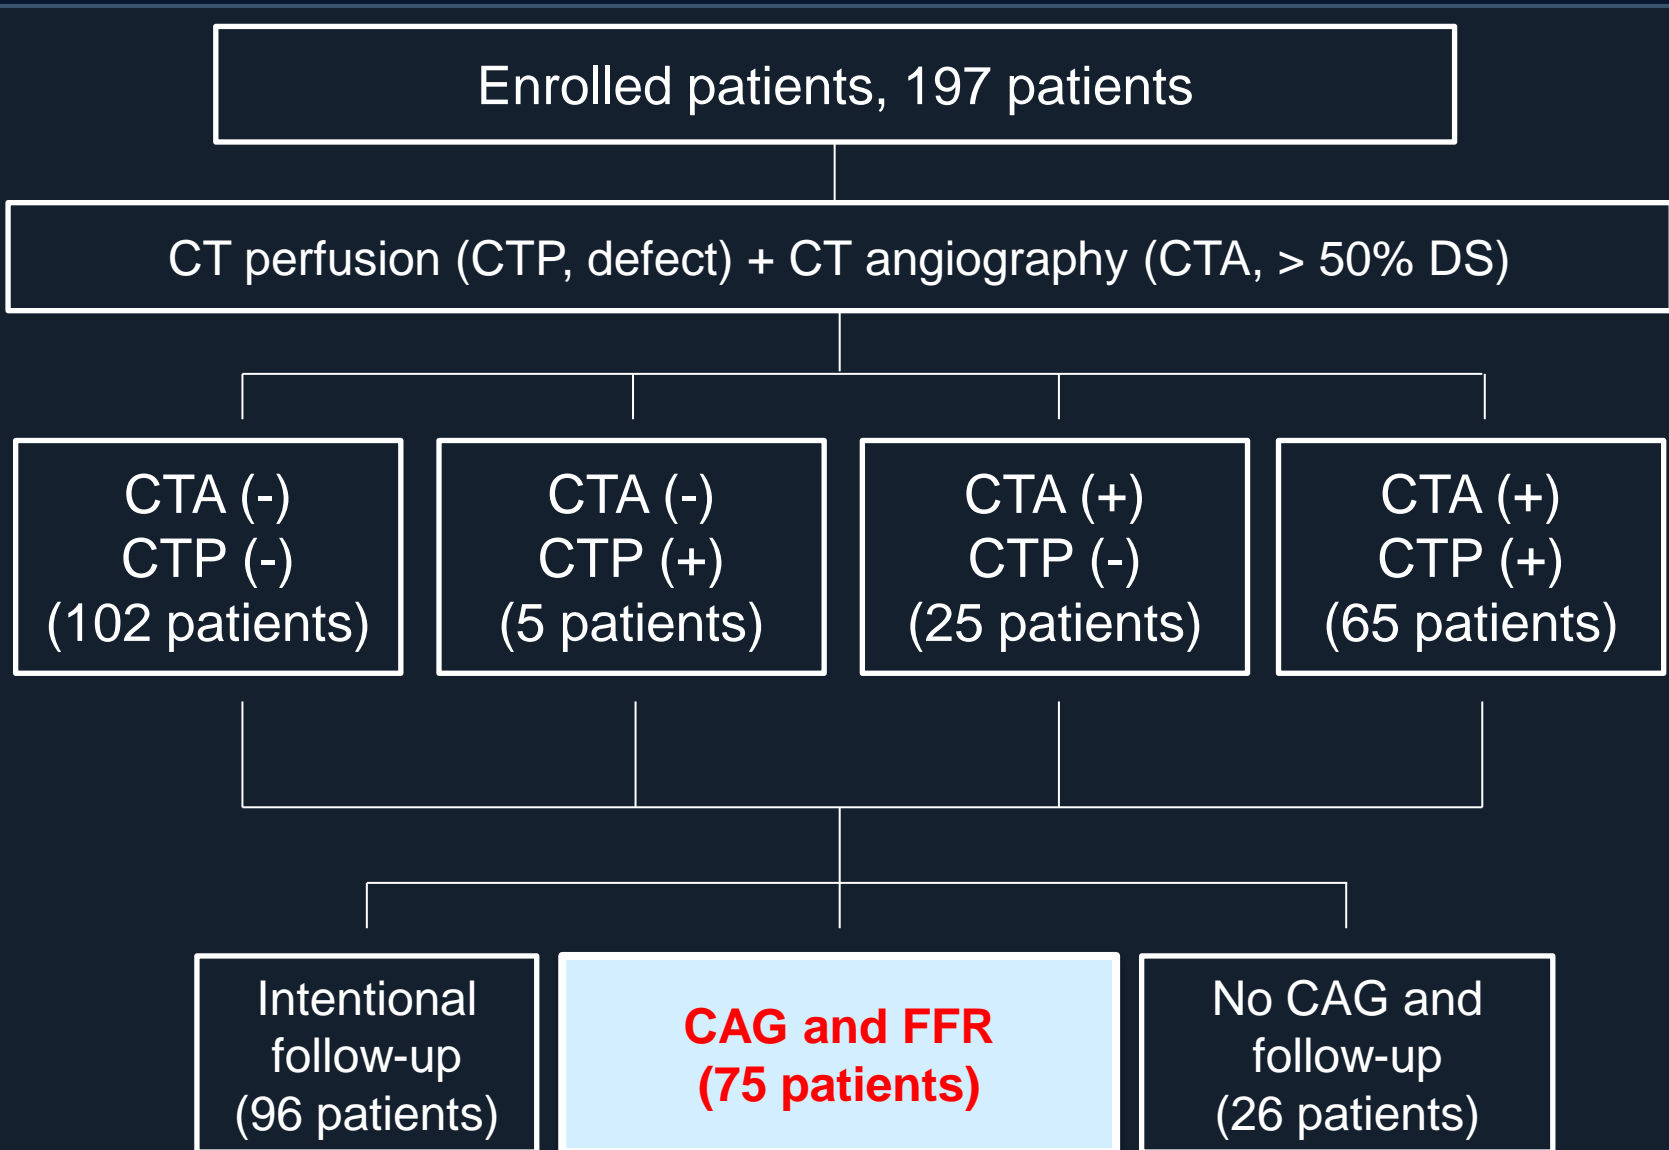 Enrolled patients, 197 patients
CT perfusion (CTP, defect) + CT angiography (CTA, > 50% DS)
CTA (-)
CTP (-)
(102 patients)
CTA (-)
CTP (+)
(5 patients)
CTA (+)
CTP (-)
(25 patients)
CTA (+)
CTP (+)
(65 patients)
Intentional
follow-up
(96 patients)
CAG and FFR
(75 patients)
No CAG and
follow-up
(26 patients)